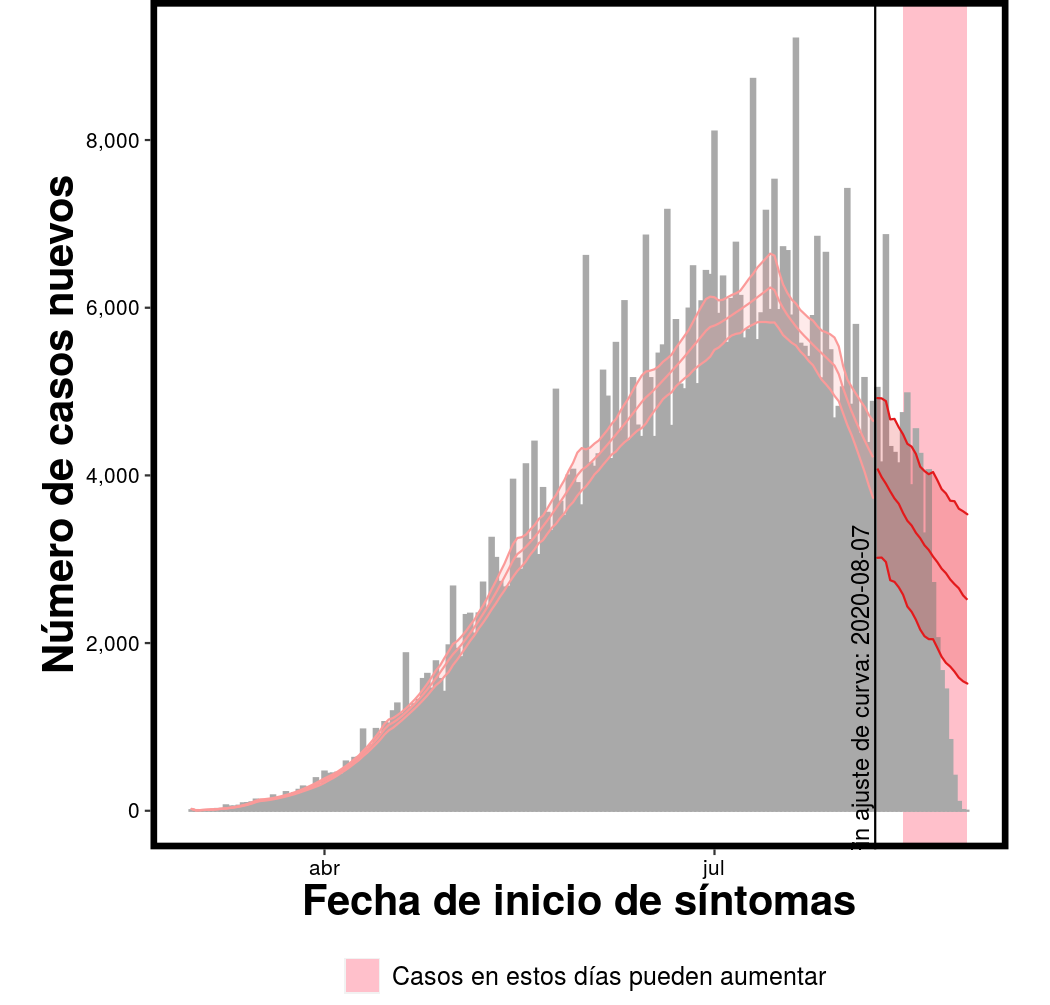 Número de casos nuevos
8,000
6,000
4,000
2,000
0
in ajuste de curva: 2020-08-07
abr
jul
Fecha de inicio de síntomas
Casos en estos días pueden aumentar